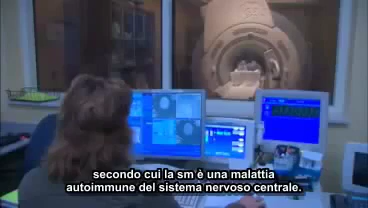 secondo cui la sm è una malattia
autoimmune del sistema nervoso centrale.